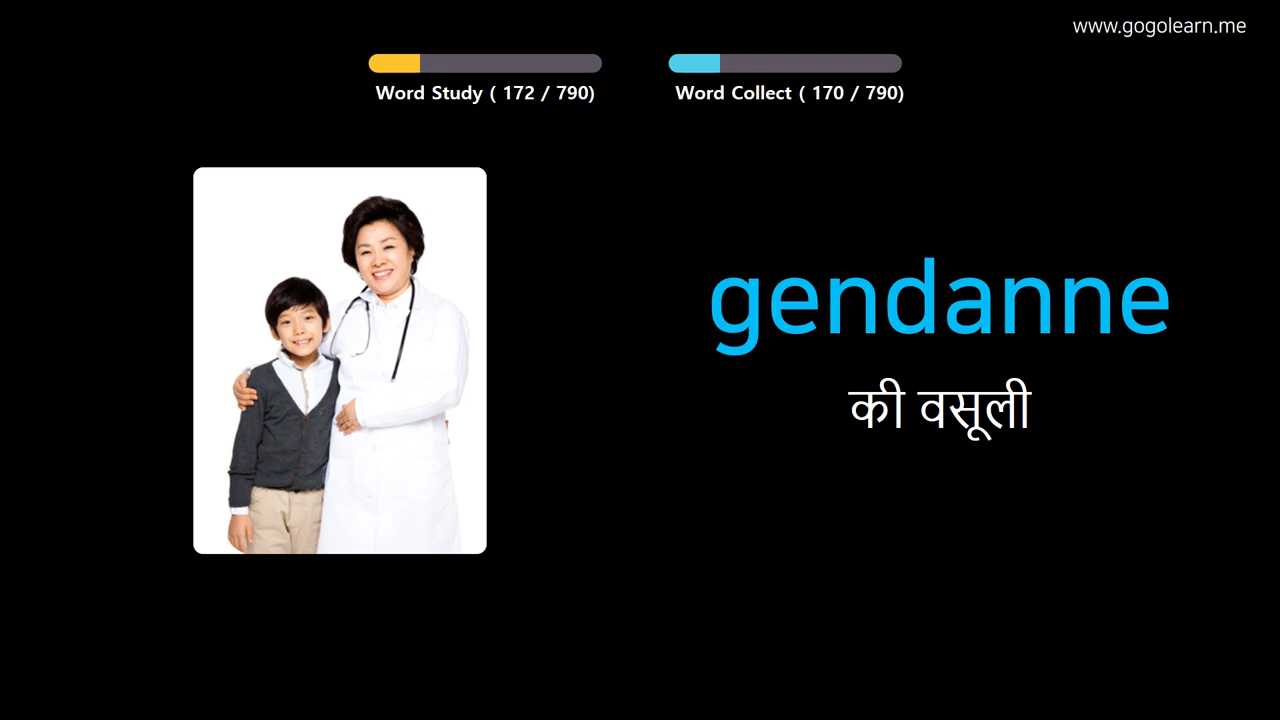 www.gogolearn.me
Word Study ( 172 / 790)
Word Collect ( 170 / 790)
gendanne
की वसूली